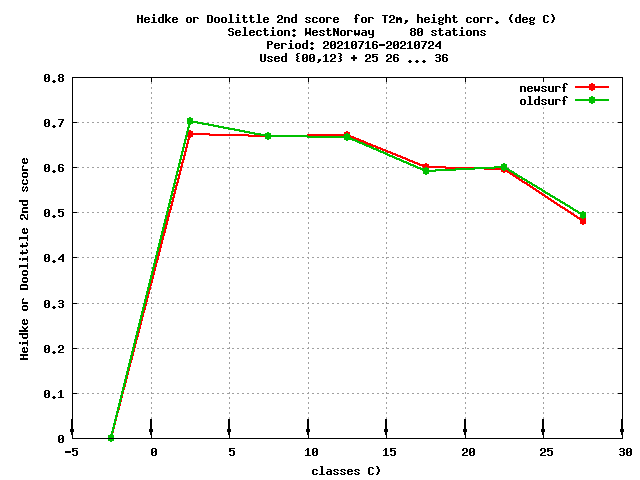 Heidke or Doolittle 2nd score  for T2m, height corr. (deg C)
Selection: WestNorway     80 stations
Period: 20210716-20210724
Used {00,12} + 25 26 ... 36
newsurf
oldsurf
Heidke or Doolittle 2nd score
0.8
0.7
0.6
0.5
0.4
0.3
0.2
0.1
0
-5 0 5 10 15 20 25 30
classes C)